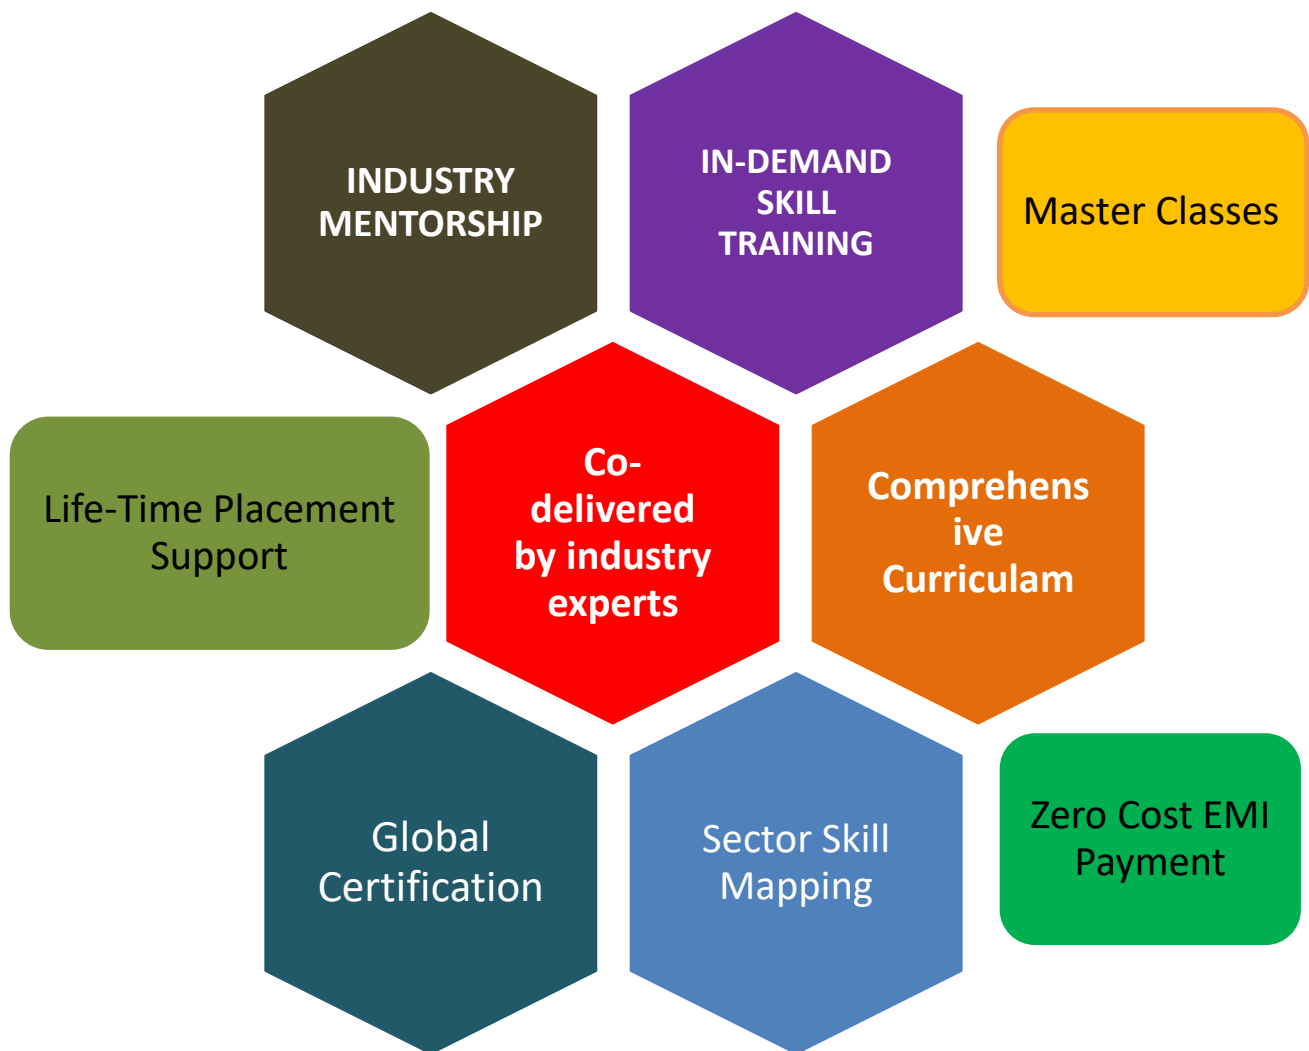 INDUSTRY
MENTORSHIP
IN-DEMAND
SKILL
TRAINING
Master Classes
Life-Time Placement
Support
Co-
delivered
by industry
experts
Comprehens
ive
Curriculam
Global
Certification
Sector Skill
Mapping
Zero Cost EMI
Payment